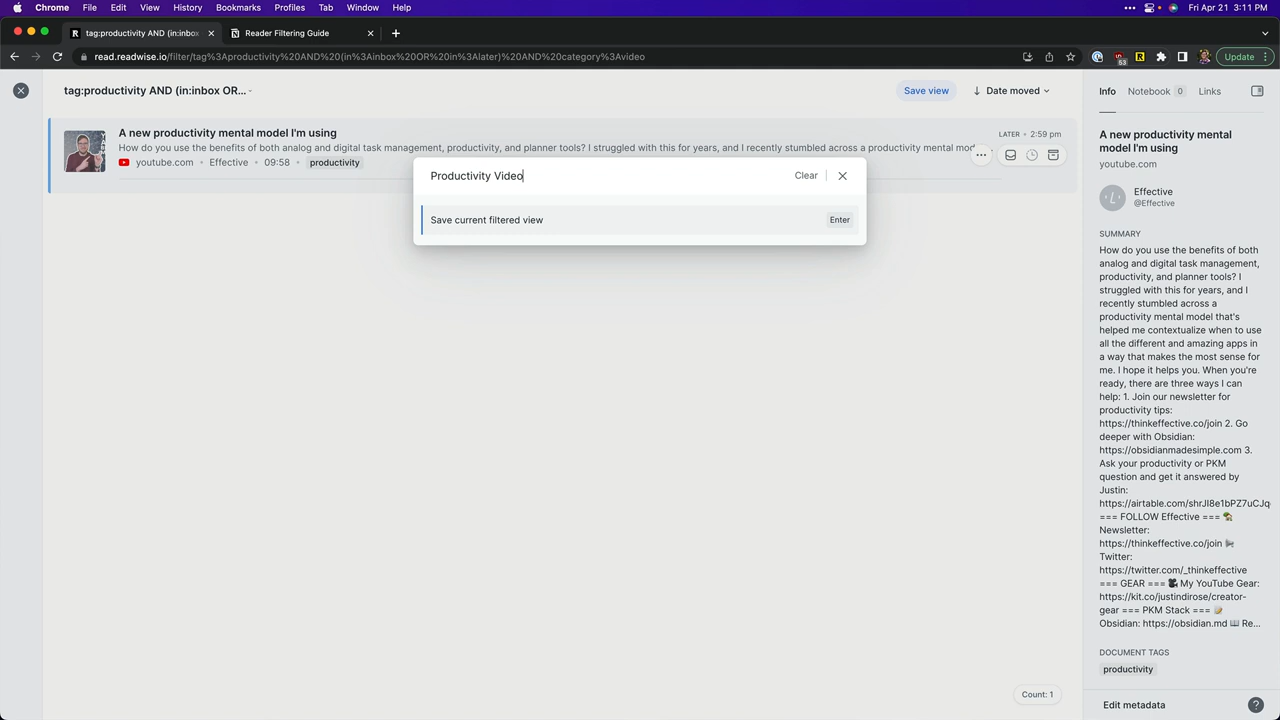 Chrome File Edit View History Bookmarks Profiles Tab Window Help
Fri Apr 21 3:11 PM
tag:productivity AND (in:inbox
Reader Filtering Guide
read.readwise.io/filter/tag%3Aproductivity%20AND%20(in%3Ainbox%20OR%20in%3Alater)%20AND%20category%3Avideo
53
Update
tag:productivity AND (in:inbox OR...
Save view
Date moved
A new productivity mental model I'm using
LATER • 2:59 pm
How do you use the benefits of both analog and digital task management, productivity, and planner tools? I struggled with this for years, and I recently stumbled across a productivity mental mod
youtube.com • Effective • 09:58 • productivity
Productivity Video
Clear
Save current filtered view
Enter
Count: 1
Info Notebook 0 Links
A new productivity mental
model I'm using
youtube.com
Effective
@Effective
SUMMARY
How do you use the benefits of both
analog and digital task management,
productivity, and planner tools? I
struggled with this for years, and I
recently stumbled across a
productivity mental model that's
helped me contextualize when to use
all the different and amazing apps in
a way that makes the most sense for
me. I hope it helps you. When you're
ready, there are three ways I can
help: 1. Join our newsletter for
productivity tips:
https://thinkeffective.co/join 2. Go
deeper with Obsidian:
https://obsidianmadesimple.com 3.
Ask your productivity or PKM
question and get it answered by
Justin:
https://airtable.com/shrJI8e1bPZ7uCJq
=== FOLLOW Effective === 🏡
Newsletter:
https://thinkeffective.co/join 📡
Twitter:
https://twitter.com/_thinkeffective
=== GEAR === 🎥 My YouTube Gear:
https://kit.co/justindirose/creator-
gear === PKM Stack === 📝
Obsidian: https://obsidian.md 📖 Re...
DOCUMENT TAGS
productivity
Edit metadata
?